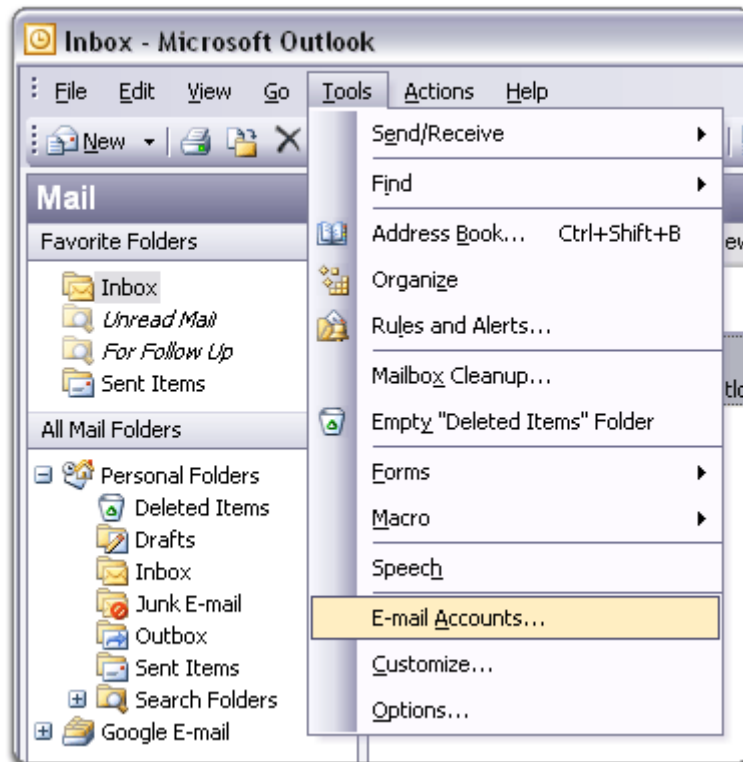 Inbox - Microsoft Outlook
File Edit View Go Tools Actions Help
New
Mail
Favorite Folders
Inbox
Unread Mail
For Follow Up
Sent Items
All Mail Folders
Personal Folders
Deleted Items
Drafts
Inbox
Junk E-mail
Outbox
Sent Items
Search Folders
Google E-mail
Send/Receive
Find
Address Book... Ctrl+Shift+B
Organize
Rules and Alerts...
Mailbox Cleanup...
Empty "Deleted Items" Folder
Forms
Macro
Speech
E-mail Accounts...
Customize...
Options...